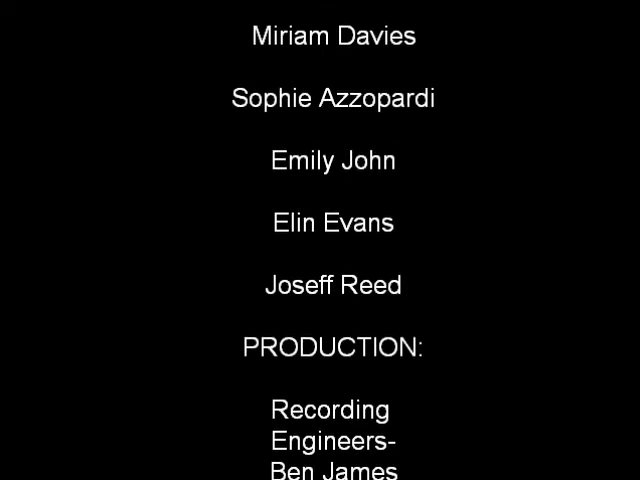 Miriam Davies
Sophie Azzopardi
Emily John
Elin Evans
Joseff Reed
PRODUCTION:
Recording
Engineers-
Ben James